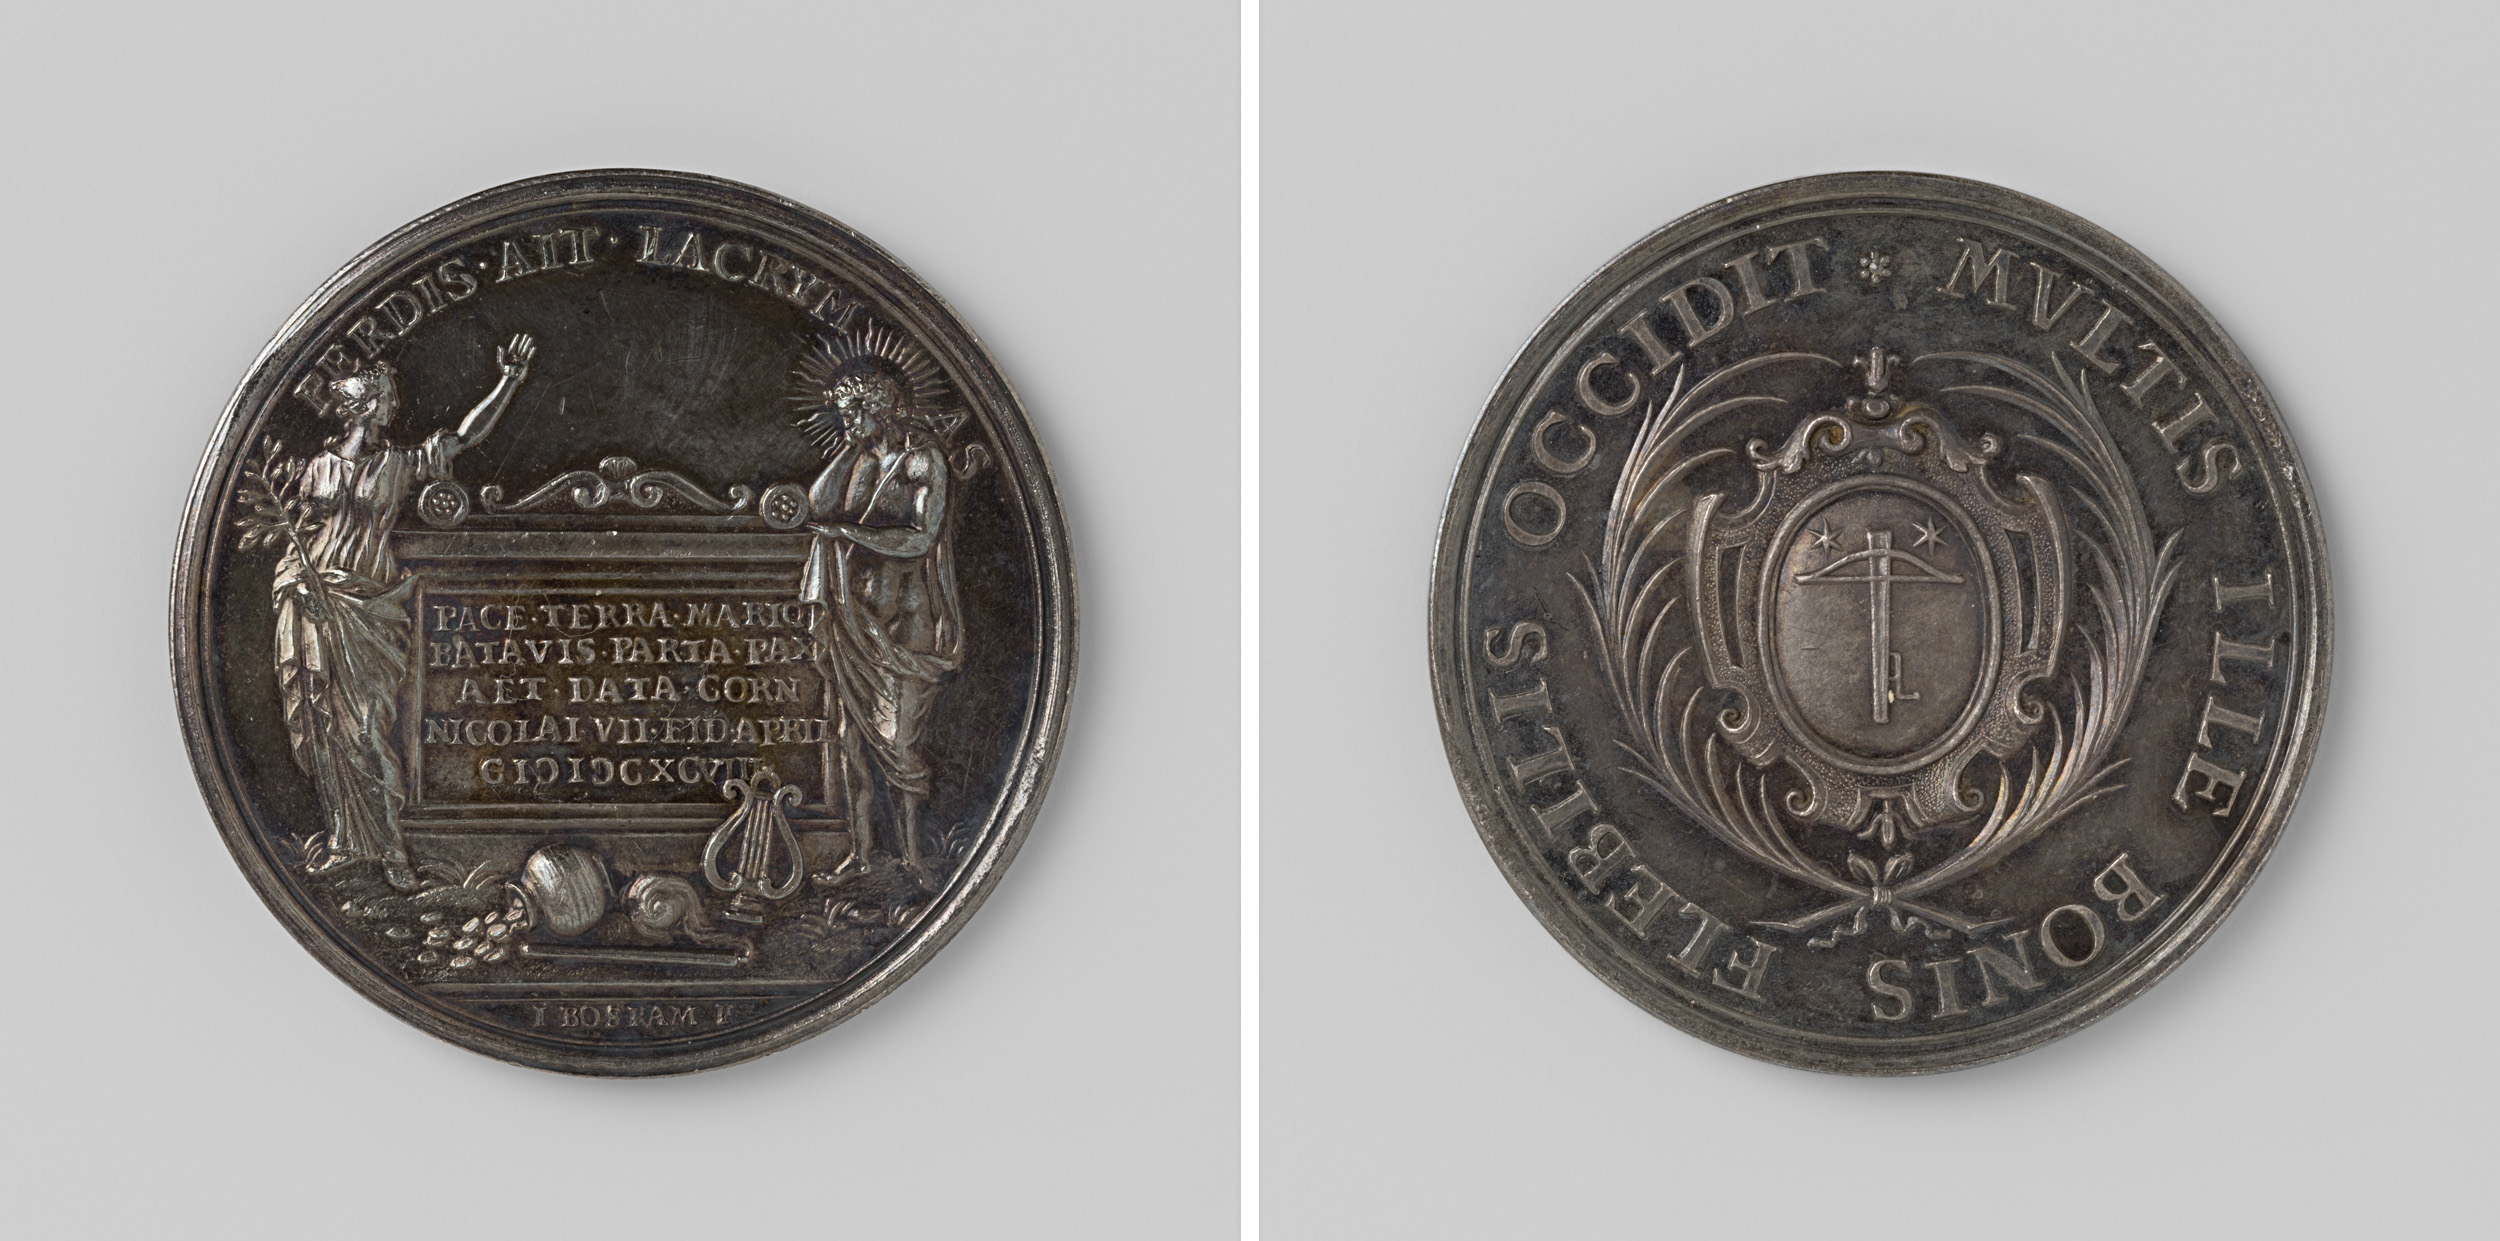 PERDIS · AIT · LACRYMAS
PACE · TERRA · MARIQ
BATAVIS · PARTA · PAX
AET · DATA · CORN
NICOLAI VII · EID · APRIL
CIƆIƆCXCVIII
I BOSKAM F
MVLTIS ILLE BONIS FLEBILIS OCCIDIT *